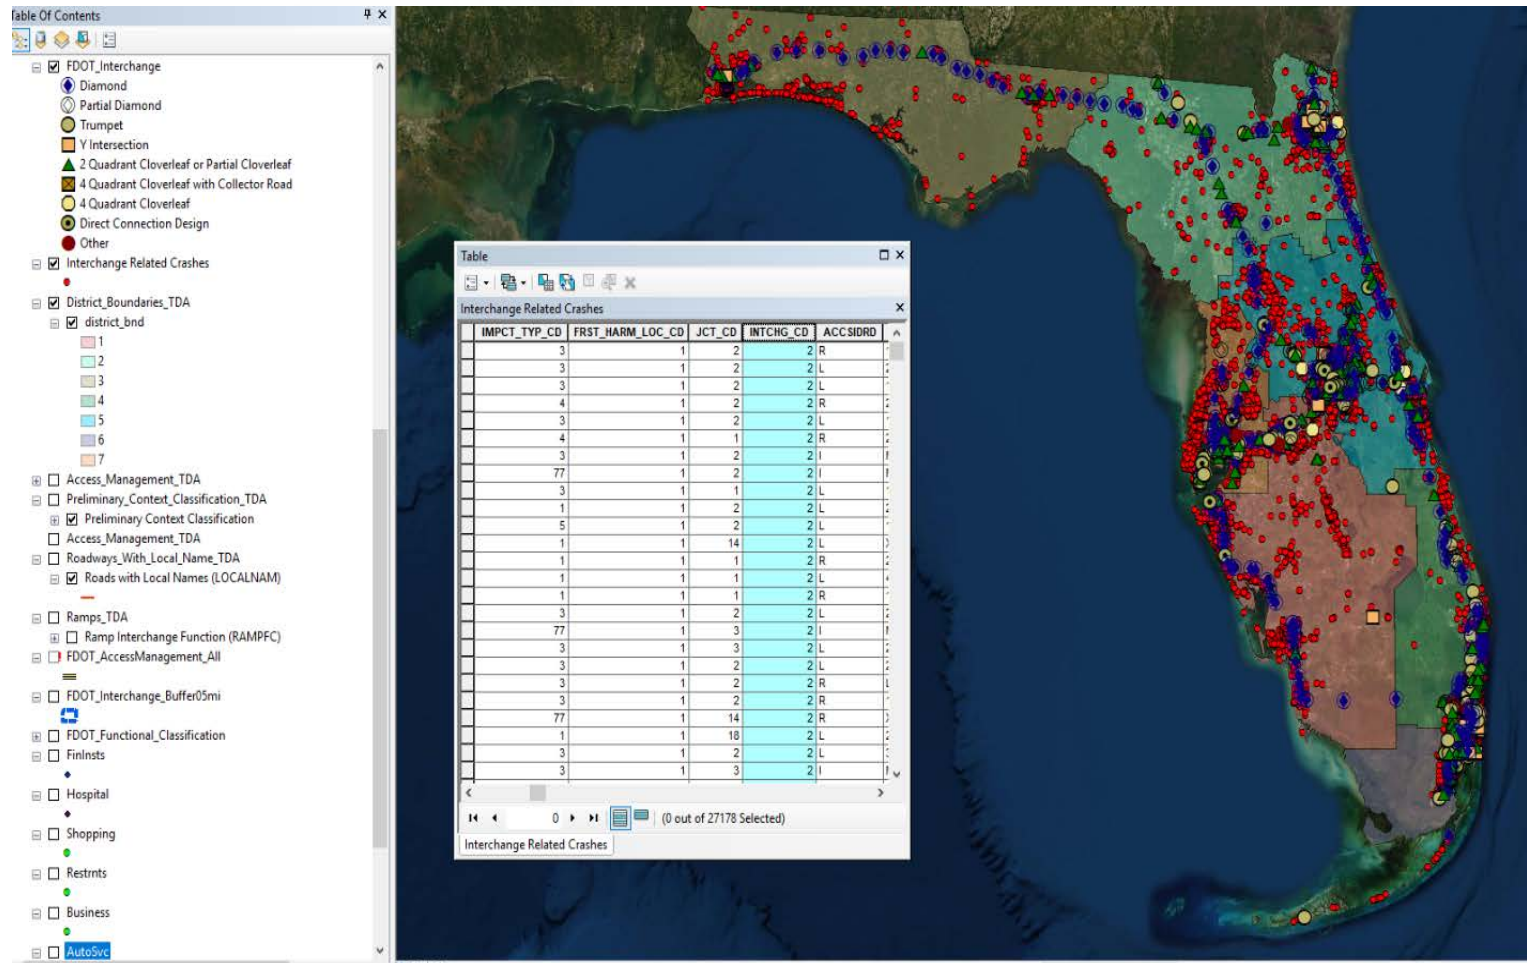 Table Of Contents
FDOT_Interchange
Diamond
Partial Diamond
Trumpet
Y Intersection
2 Quadrant Cloverleaf or Partial Cloverleaf
4 Quadrant Cloverleaf with Collector Road
4 Quadrant Cloverleaf
Direct Connection Design
Other
Interchange Related Crashes
District_Boundaries_TDA
district_bnd
1
2
3
4
5
6
7
Access_Management_TDA
Preliminary_Context_Classification_TDA
Preliminary Context Classification
Access_Management_TDA
Roadways_With_Local_Name_TDA
Roads with Local Names (LOCALNAM)
Ramps_TDA
Ramp Interchange Function (RAMPFC)
FDOT_AccessManagement_All
FDOT_Interchange_Buffer05mi
FDOT_Functional_Classification
FinInsts
Hospital
Shopping
Restrnts
Business
AutoSvc
Table
Interchange Related Crashes
IMPCT_TYP_CD FRST_HARM_LOC_CD JCT_CD INTCHG_CD ACCSIDRD
3 1 2 2 R
3 1 2 2 L
3 1 2 2 L
4 1 2 2 R
3 1 2 2 L
4 1 1 2 R
3 1 2 2 I
77 1 2 2 I
3 1 1 2 L
1 1 2 2 L
5 1 2 2 L
1 1 14 2 L
1 1 1 2 R
1 1 1 2 L
1 1 1 2 R
3 1 2 2 L
77 1 3 2 I
3 1 3 2 L
3 1 2 2 L
3 1 2 2 R
3 1 2 2 R
77 1 14 2 R
1 1 18 2 L
3 1 2 2 L
3 1 3 2 I
0 (0 out of 27178 Selected)
Interchange Related Crashes